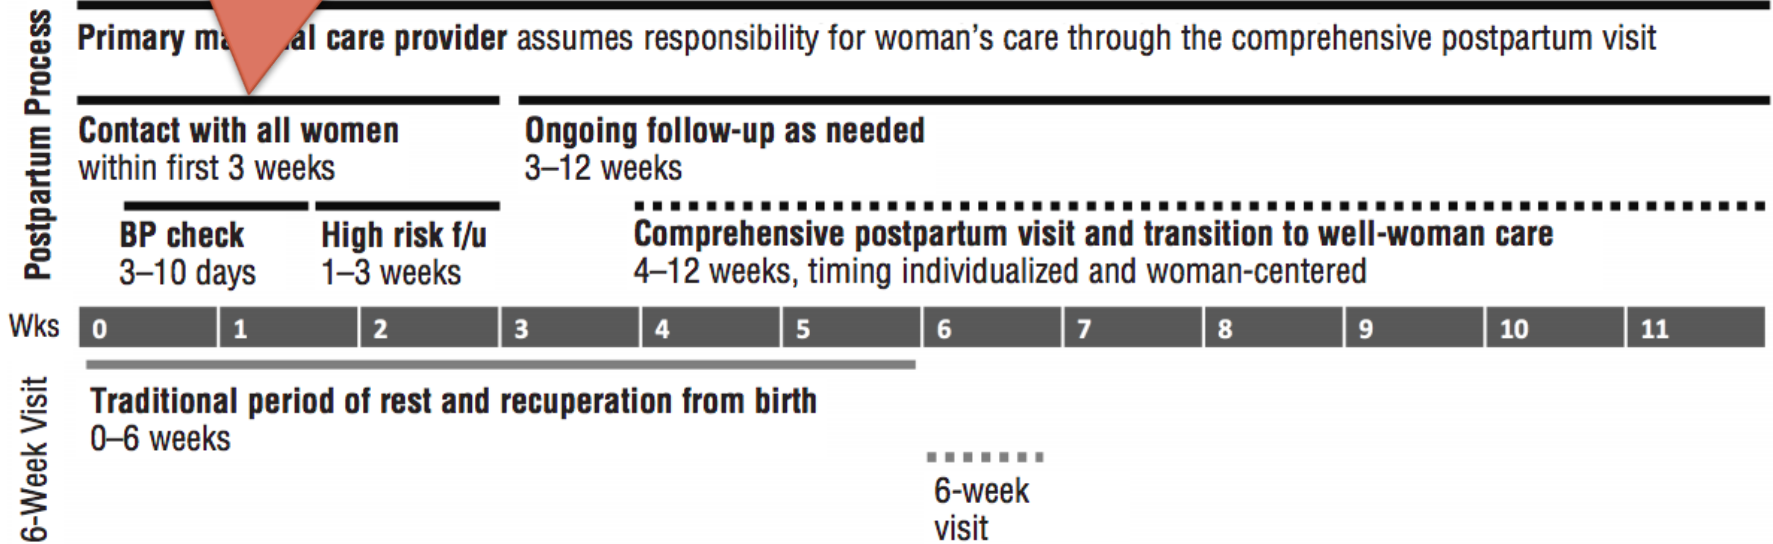 Postpartum Process
Primary ma al care provider assumes responsibility for woman's care through the comprehensive postpartum visit
Contact with all women
within first 3 weeks
Ongoing follow-up as needed
3–12 weeks
BP check
3–10 days
High risk f/u
1–3 weeks
Comprehensive postpartum visit and transition to well-woman care
4–12 weeks, timing individualized and woman-centered
Wks 0 1 2 3 4 5 6 7 8 9 10 11
6-Week Visit
Traditional period of rest and recuperation from birth
0–6 weeks
6-week
visit